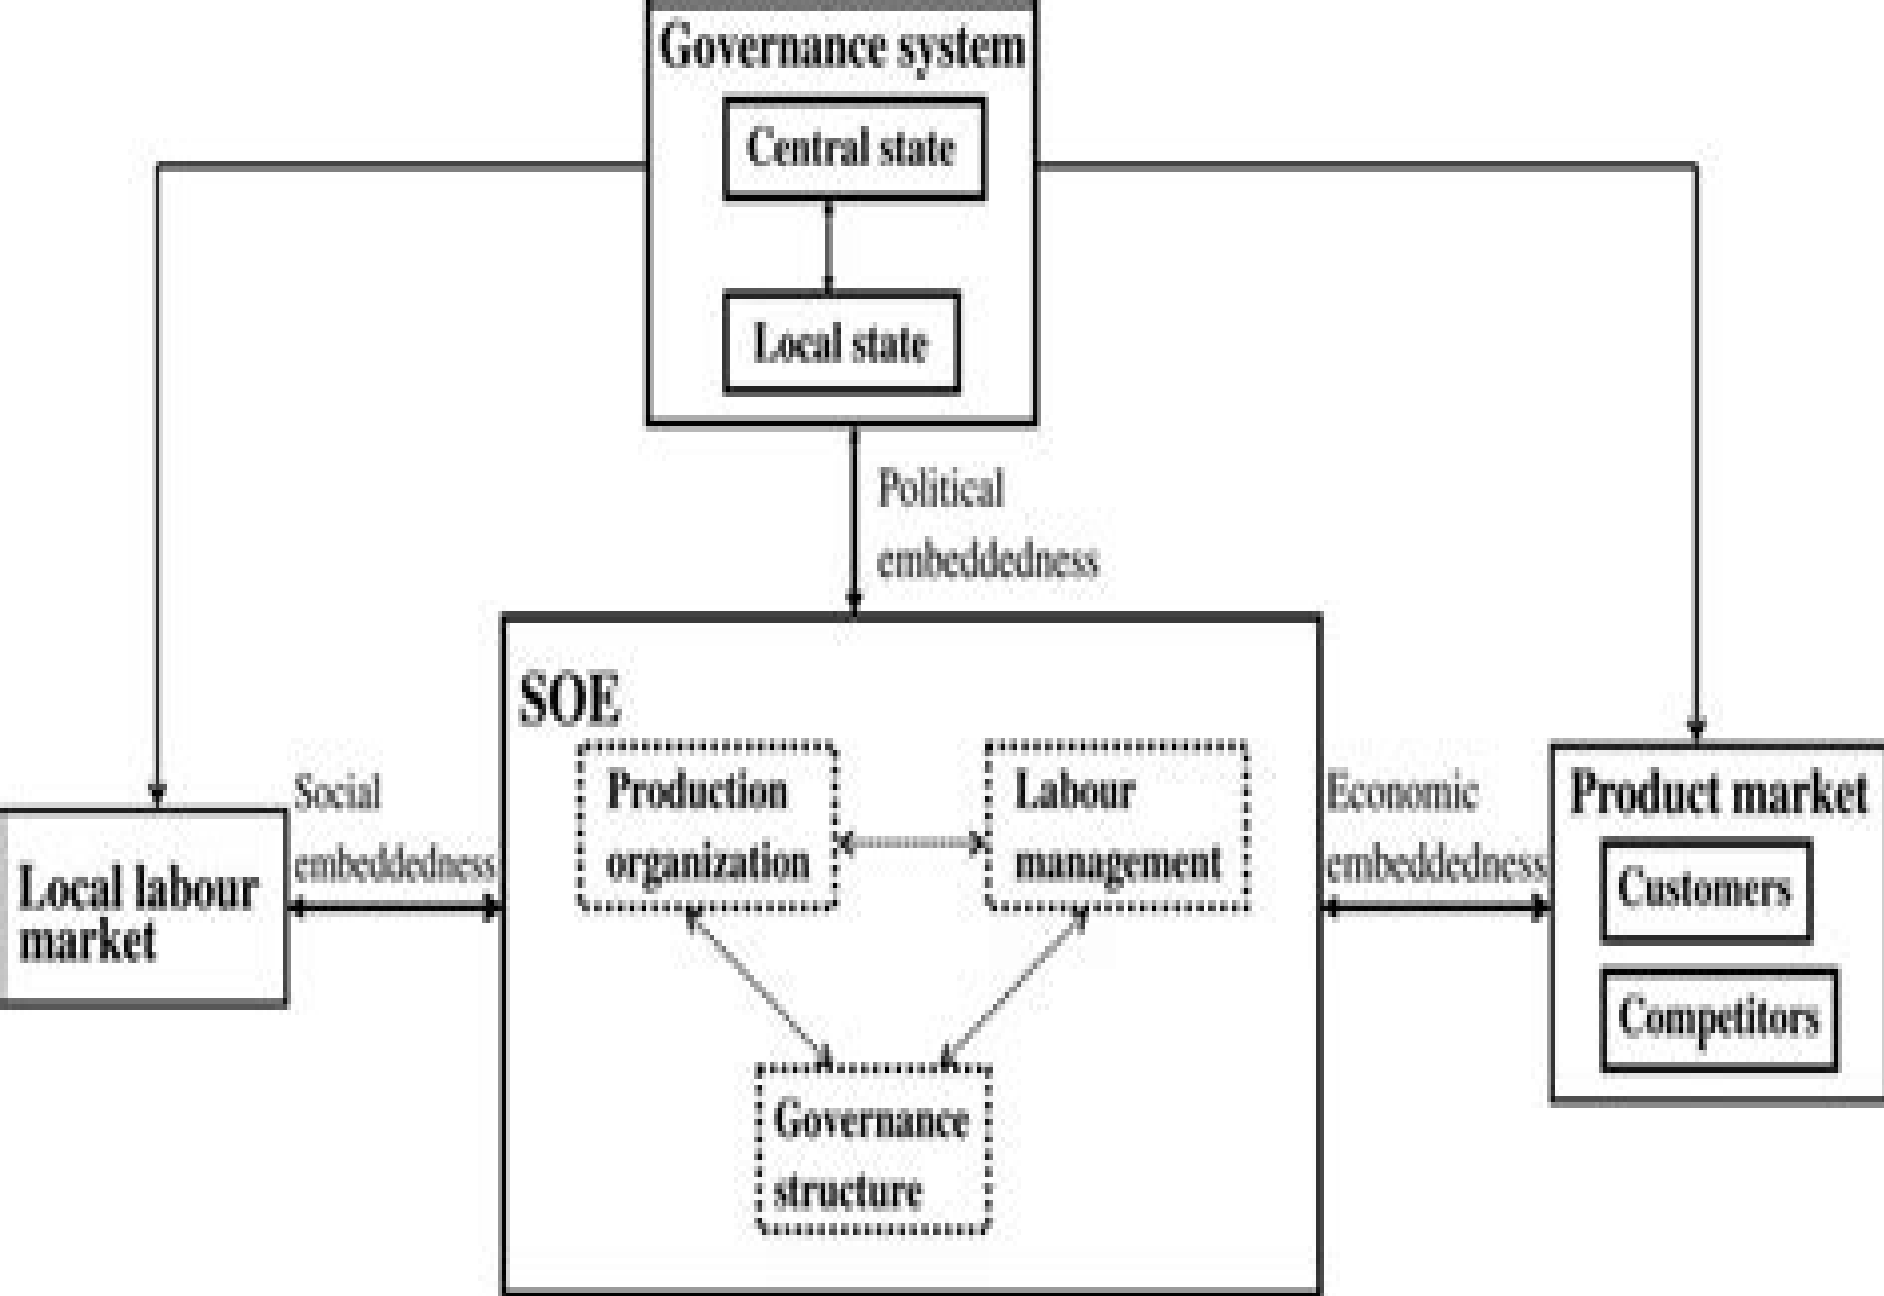 Governance system
Central state
Local state
Political
embeddedness
SOE
Production
organization
Labour
management
Governance
structure
Social
embeddedness
Local labour
market
Economic
embeddedness
Product market
Customers
Competitors